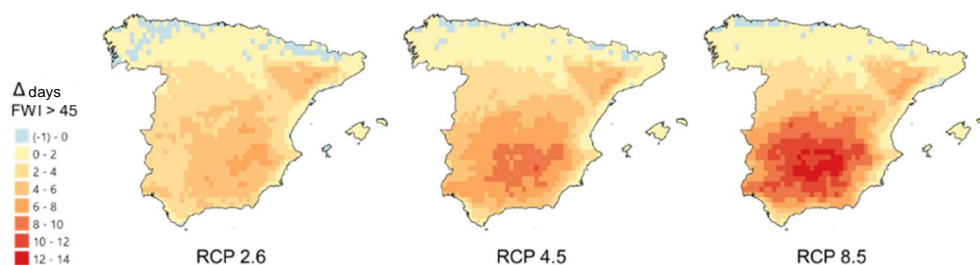 Δ days
FWI > 45
(-1) - 0
0 - 2
2 - 4
4 - 6
6 - 8
8 - 10
10 - 12
12 - 14
RCP 2.6
RCP 4.5
RCP 8.5